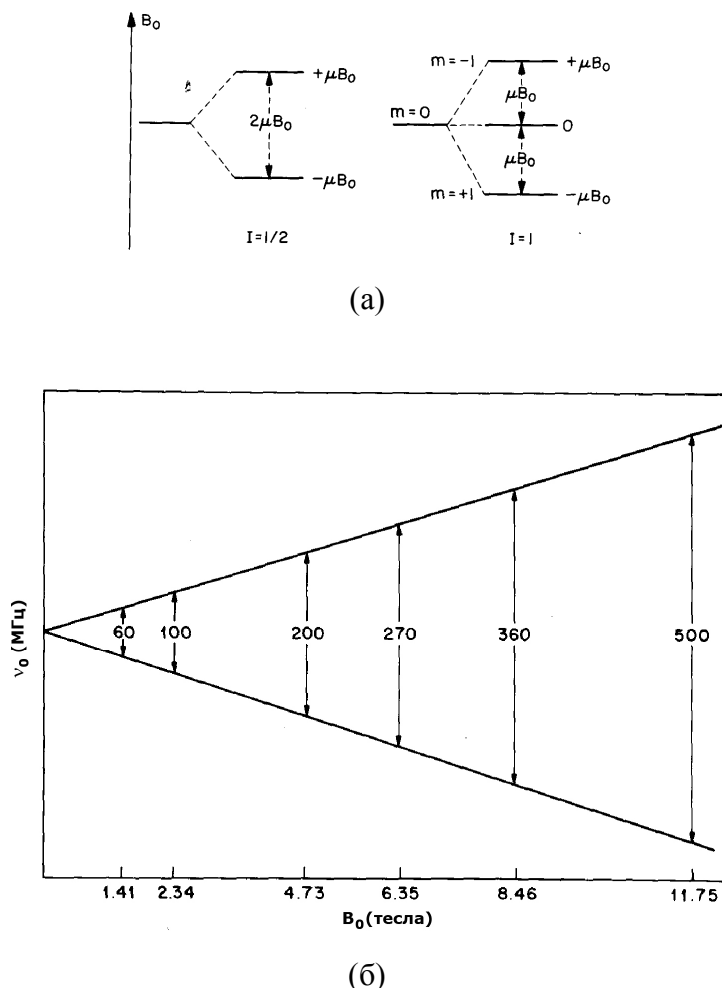 B₀
+μB₀
2μB₀
−μB₀
I=1/2
m=−1
+μB₀
μB₀
m=0
0
μB₀
m=+1
−μB₀
I=1
(а)
ν₀ (МГц)
60
100
200
270
360
500
1.41
2.34
4.73
6.35
8.46
11.75
B₀(тесла)
(б)